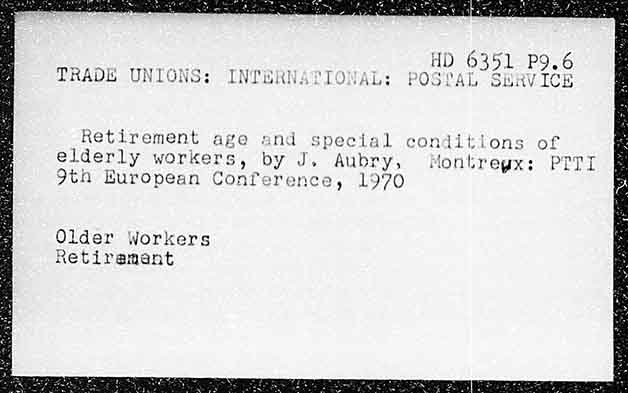 HD 6351 P9.6
TRADE UNIONS: INTERNATIONAL: POSTAL SERVICE
Retirement age and special conditions of
elderly workers, by J. Aubry, Montreux: PTTI
9th European Conference, 1970
Older Workers
Retirement